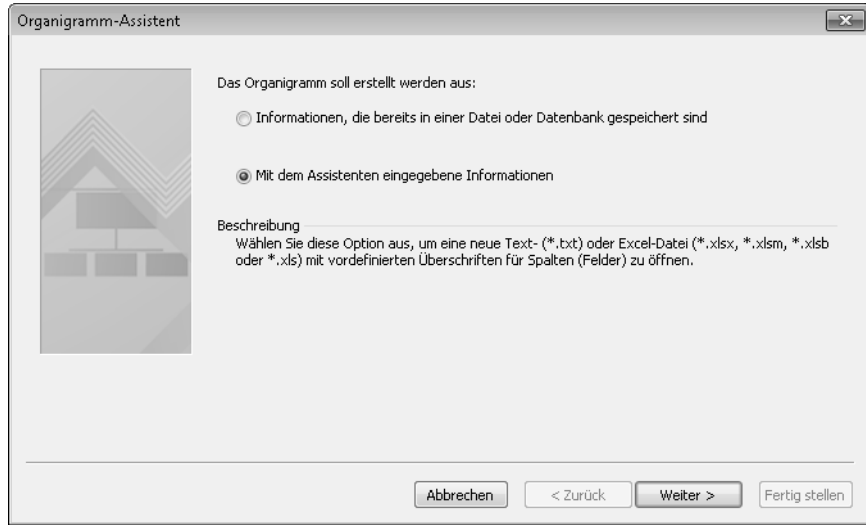 Organigramm-Assistent
Das Organigramm soll erstellt werden aus:
Informationen, die bereits in einer Datei oder Datenbank gespeichert sind
Mit dem Assistenten eingegebene Informationen
Beschreibung
Wählen Sie diese Option aus, um eine neue Text- (*.txt) oder Excel-Datei (*.xlsx, *.xlsm, *.xlsb
oder *.xls) mit vordefinierten Überschriften für Spalten (Felder) zu öffnen.
Abbrechen < Zurück Weiter > Fertig stellen